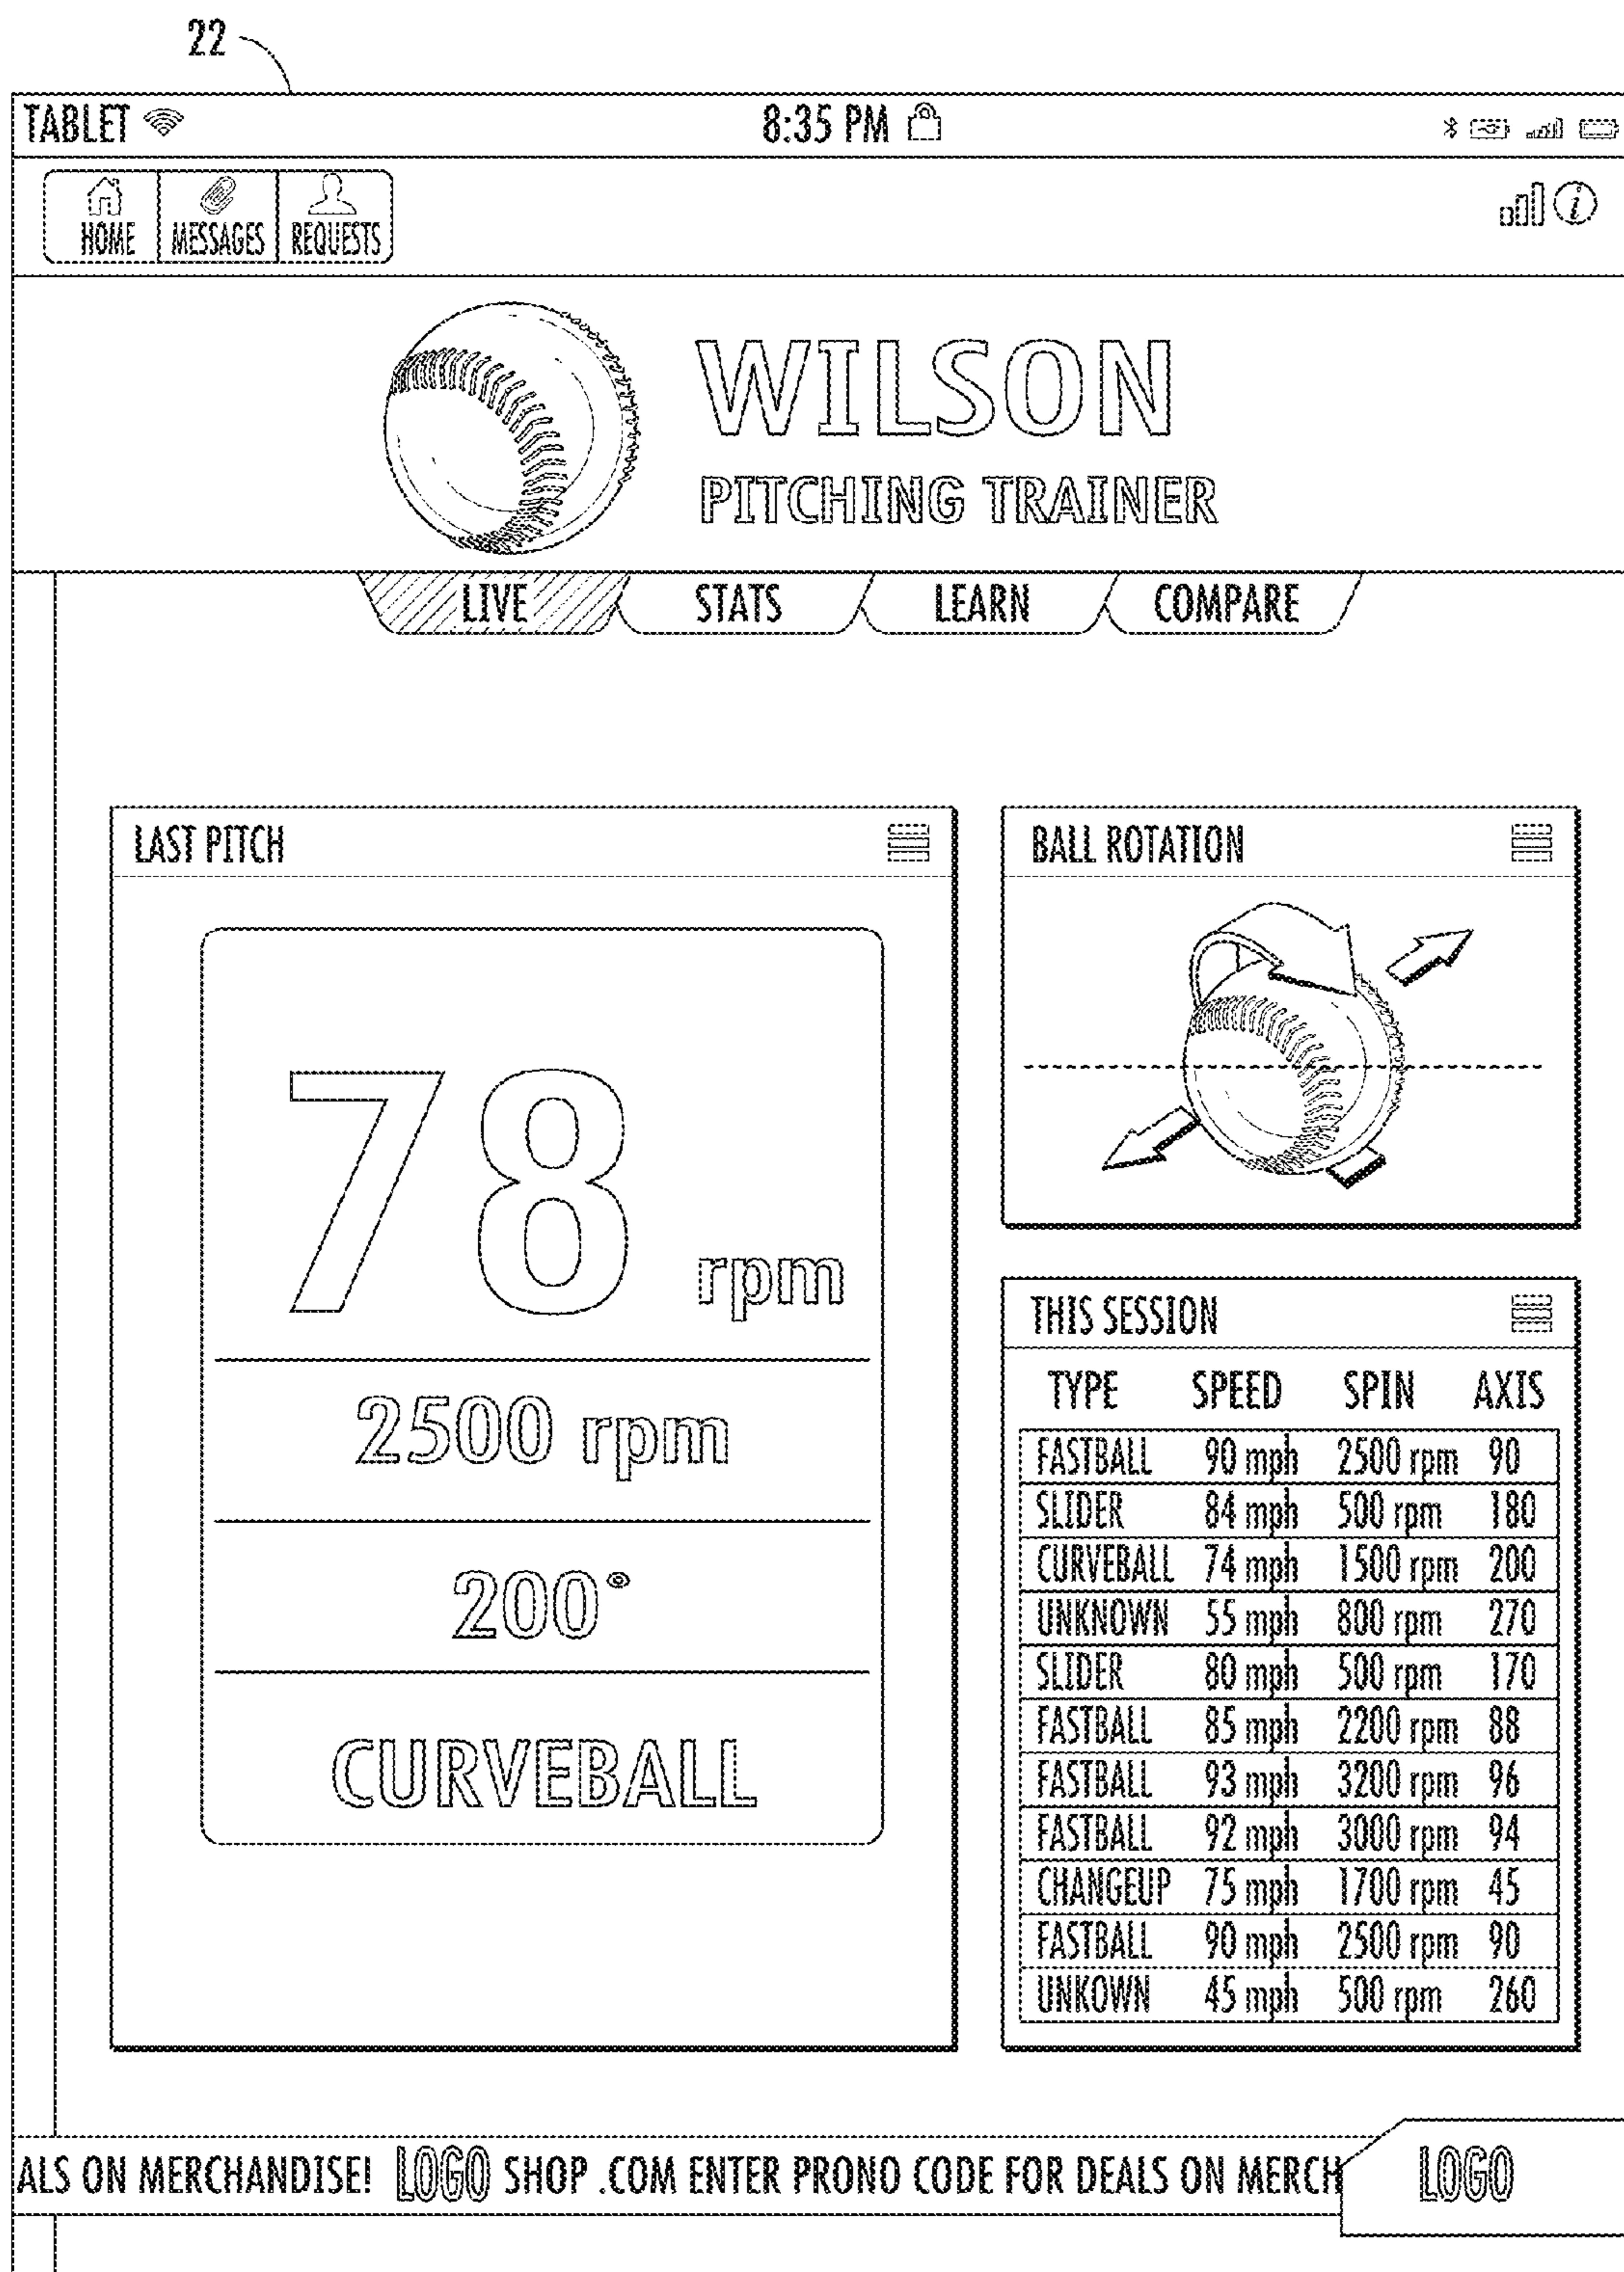 22
TABLET 8:35 PM
HOME MESSAGES REQUESTS
WILSON
PITCHING TRAINER
LIVE STATS LEARN COMPARE
LAST PITCH
78 rpm
2500 rpm
200°
CURVEBALL
BALL ROTATION
THIS SESSION
TYPE SPEED SPIN AXIS
FASTBALL 90 mph 2500 rpm 90
SLIDER 84 mph 500 rpm 180
CURVEBALL 74 mph 1500 rpm 200
UNKNOWN 55 mph 800 rpm 270
SLIDER 80 mph 500 rpm 170
FASTBALL 85 mph 2200 rpm 88
FASTBALL 93 mph 3200 rpm 96
FASTBALL 92 mph 3000 rpm 94
CHANGEUP 75 mph 1700 rpm 45
FASTBALL 90 mph 2500 rpm 90
UNKOWN 45 mph 500 rpm 260
ALS ON MERCHANDISE! LOGO SHOP .COM ENTER PRONO CODE FOR DEALS ON MERCH LOGO